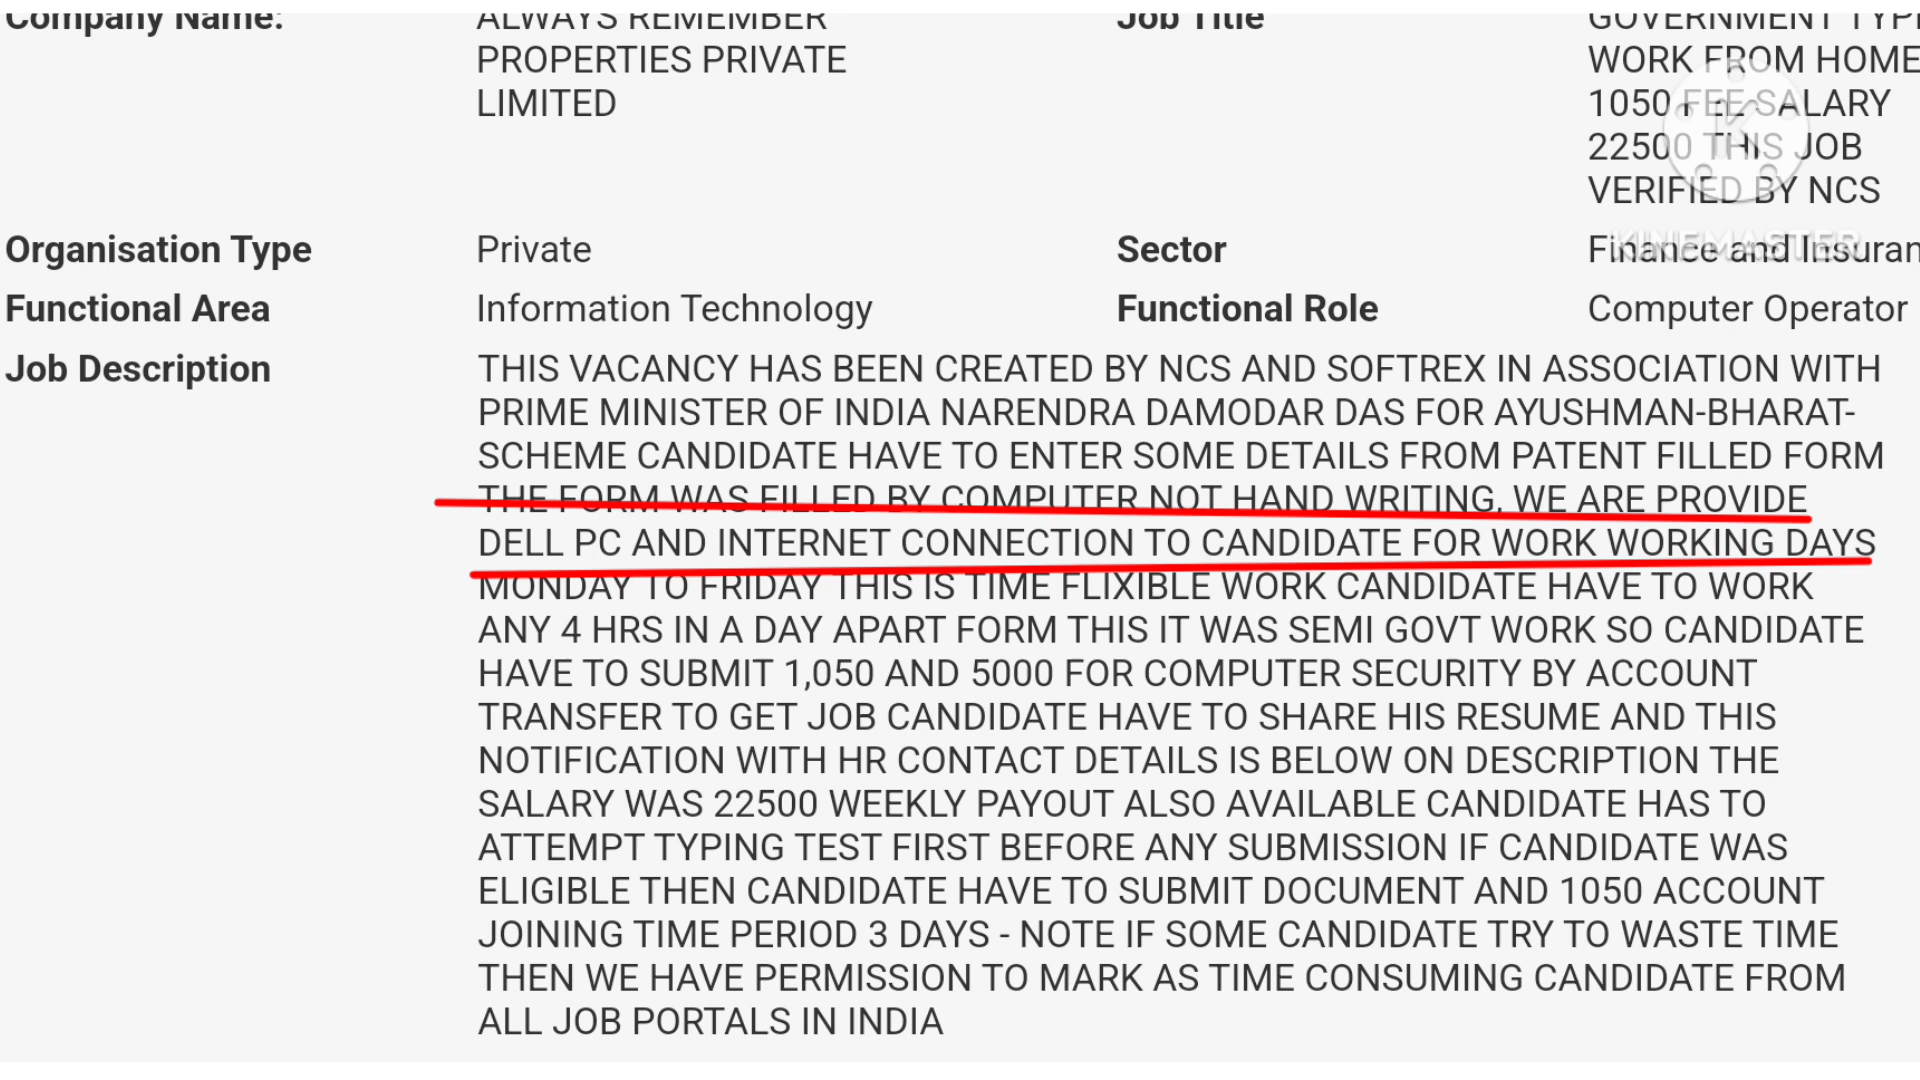 Company Name: ALWAYS REMEMBER Job Title GOVERNMENT TYPI
PROPERTIES PRIVATE WORK FROM HOME
LIMITED 1050 FEE SALARY
22500 THIS JOB
VERIFIED BY NCS
KINEMASTER
Organisation Type Private Sector Finance and Insuran
Functional Area Information Technology Functional Role Computer Operator
Job Description THIS VACANCY HAS BEEN CREATED BY NCS AND SOFTREX IN ASSOCIATION WITH
PRIME MINISTER OF INDIA NARENDRA DAMODAR DAS FOR AYUSHMAN-BHARAT-
SCHEME CANDIDATE HAVE TO ENTER SOME DETAILS FROM PATENT FILLED FORM
THE FORM WAS FILLED BY COMPUTER NOT HAND WRITING, WE ARE PROVIDE
DELL PC AND INTERNET CONNECTION TO CANDIDATE FOR WORK WORKING DAYS
MONDAY TO FRIDAY THIS IS TIME FLIXIBLE WORK CANDIDATE HAVE TO WORK
ANY 4 HRS IN A DAY APART FORM THIS IT WAS SEMI GOVT WORK SO CANDIDATE
HAVE TO SUBMIT 1,050 AND 5000 FOR COMPUTER SECURITY BY ACCOUNT
TRANSFER TO GET JOB CANDIDATE HAVE TO SHARE HIS RESUME AND THIS
NOTIFICATION WITH HR CONTACT DETAILS IS BELOW ON DESCRIPTION THE
SALARY WAS 22500 WEEKLY PAYOUT ALSO AVAILABLE CANDIDATE HAS TO
ATTEMPT TYPING TEST FIRST BEFORE ANY SUBMISSION IF CANDIDATE WAS
ELIGIBLE THEN CANDIDATE HAVE TO SUBMIT DOCUMENT AND 1050 ACCOUNT
JOINING TIME PERIOD 3 DAYS - NOTE IF SOME CANDIDATE TRY TO WASTE TIME
THEN WE HAVE PERMISSION TO MARK AS TIME CONSUMING CANDIDATE FROM
ALL JOB PORTALS IN INDIA